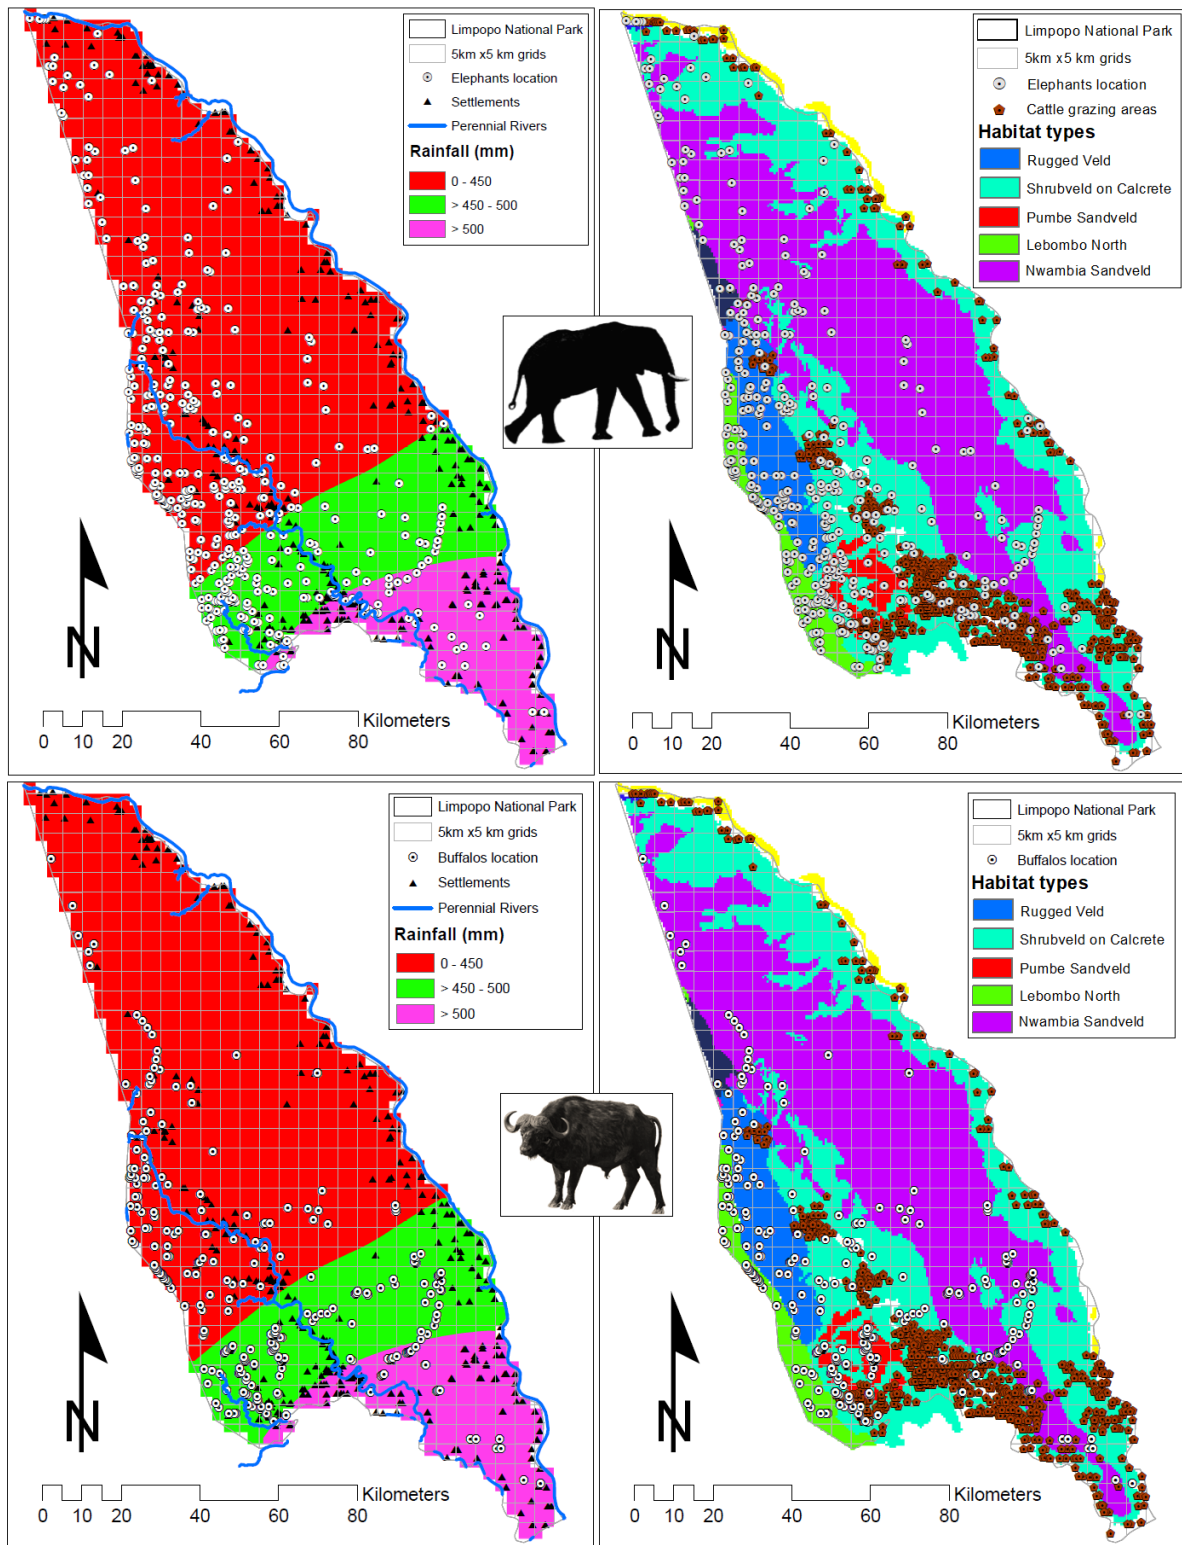 Limpopo National Park
5km x5 km grids
Elephants location
Settlements
Perennial Rivers
Rainfall (mm)
0 - 450
> 450 - 500
> 500
N
Kilometers
0 10 20 40 60 80
Limpopo National Park
5km x5 km grids
Elephants location
Cattle grazing areas
Habitat types
Rugged Veld
Shrubveld on Calcrete
Pumbe Sandveld
Lebombo North
Nwambia Sandveld
N
Kilometers
0 10 20 40 60 80
Limpopo National Park
5km x5 km grids
Buffalos location
Settlements
Perennial Rivers
Rainfall (mm)
0 - 450
> 450 - 500
> 500
N
Kilometers
0 10 20 40 60 80
Limpopo National Park
5km x5 km grids
Buffalos location
Habitat types
Rugged Veld
Shrubveld on Calcrete
Pumbe Sandveld
Lebombo North
Nwambia Sandveld
N
Kilometers
0 10 20 40 60 80